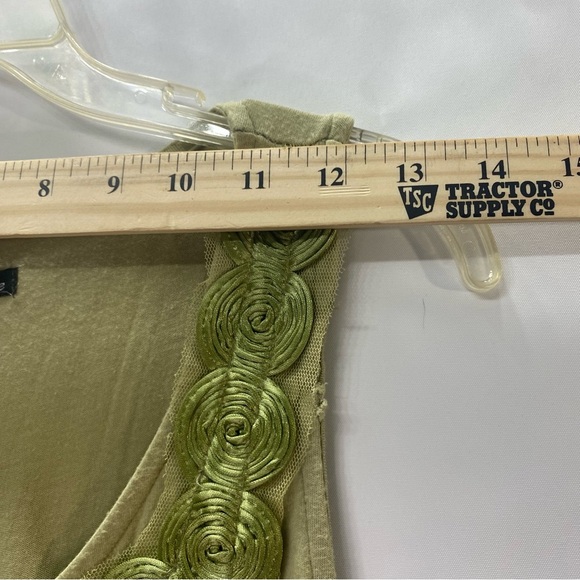 8 9 10 11 12 13 14 15
TSC TRACTOR®
SUPPLY CO